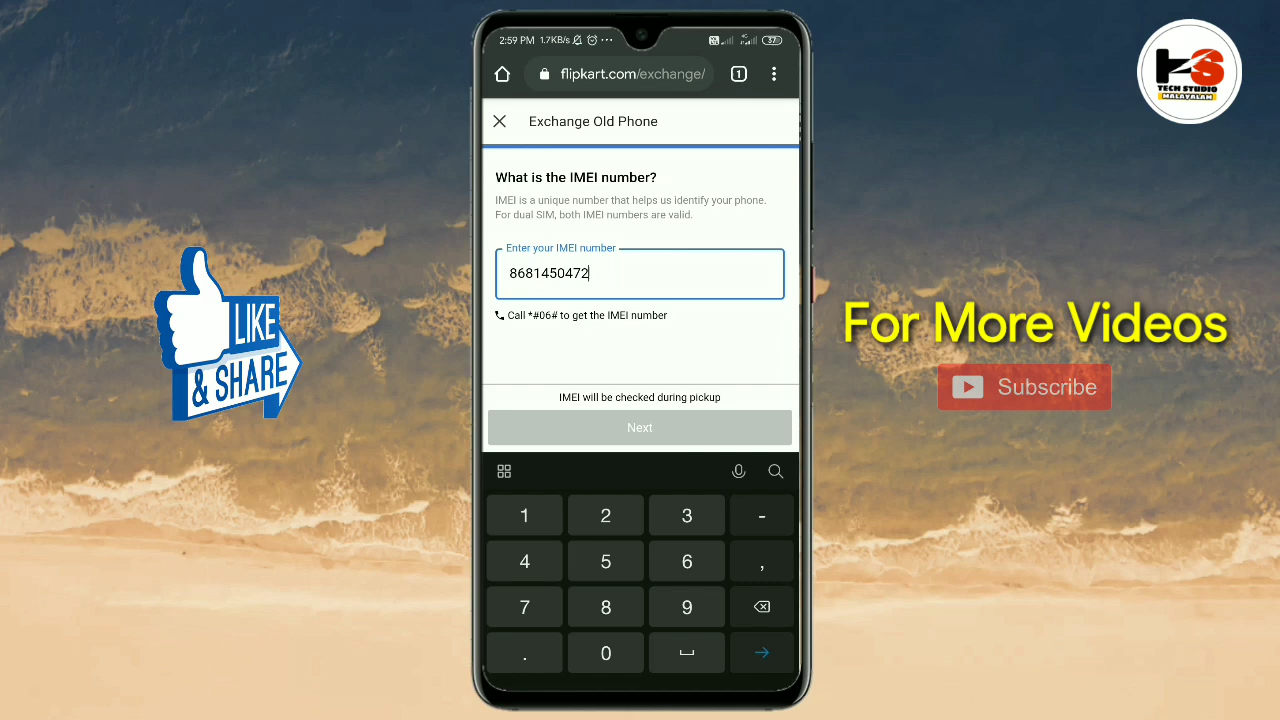 2:59 PM 1.7KB/s
37
flipkart.com/exchange/
1
TECH STUDIO
MALAYALAM
Exchange Old Phone
What is the IMEI number?
IMEI is a unique number that helps us identify your phone.
For dual SIM, both IMEI numbers are valid.
Enter your IMEI number
8681450472
Call *#06# to get the IMEI number
LIKE
& SHARE
For More Videos
Subscribe
IMEI will be checked during pickup
Next
1 2 3 -
4 5 6 ,
7 8 9
. 0